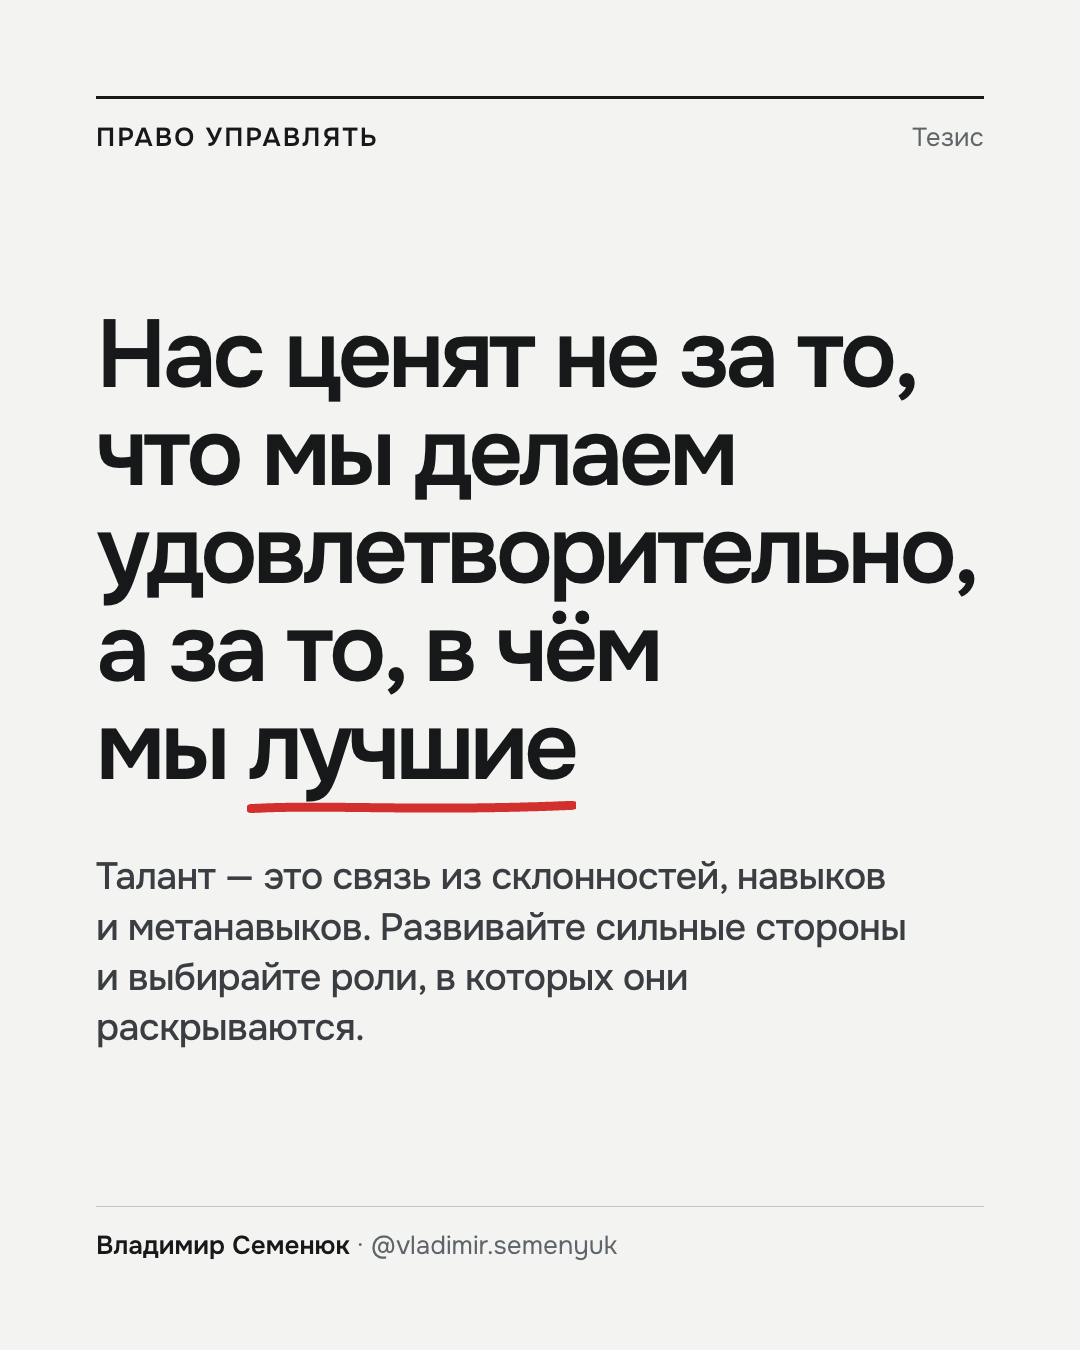 ПРАВО УПРАВЛЯТЬ
Тезис
Нас ценят не за то,
что мы делаем
удовлетворительно,
а за то, в чём
мы лучшие
Талант — это связь из склонностей, навыков
и метанавыков. Развивайте сильные стороны
и выбирайте роли, в которых они
раскрываются.
Владимир Семенюк · @vladimir.semenyuk